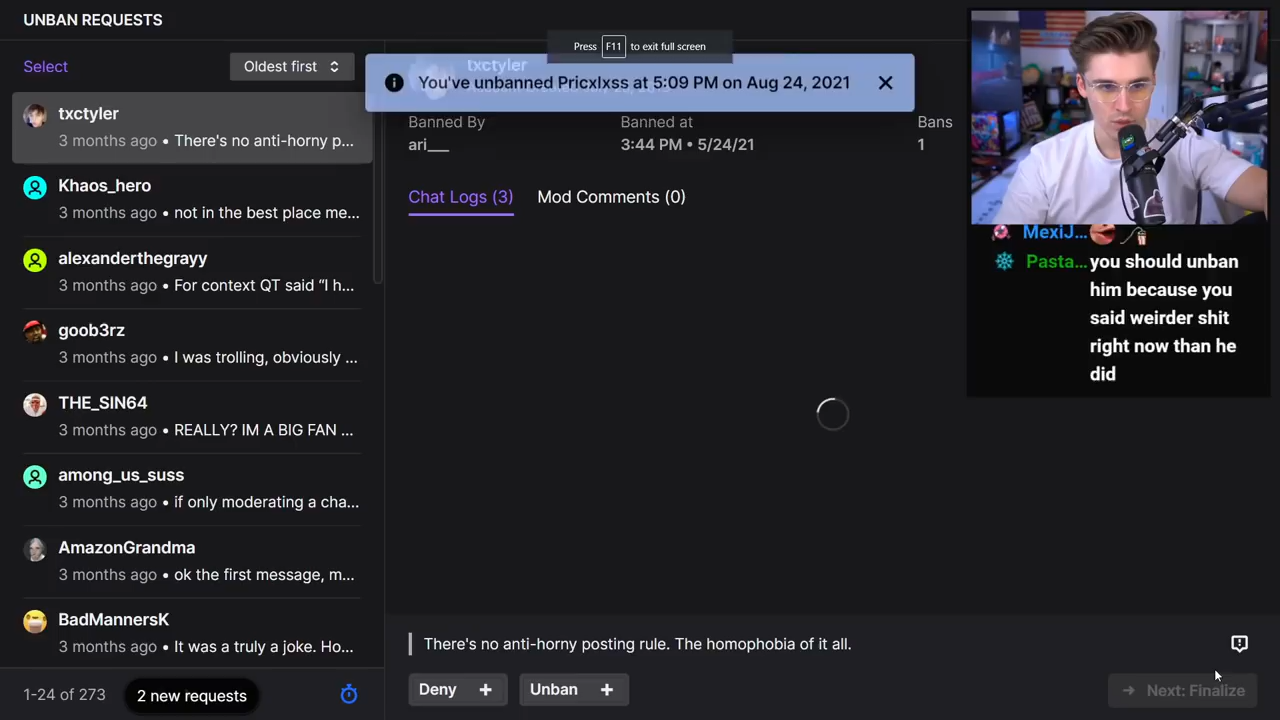 UNBAN REQUESTS
Select
Oldest first
txctyler
3 months ago • There's no anti-horny p...
Khaos_hero
3 months ago • not in the best place me...
alexanderthegrayy
3 months ago • For context QT said “I h...
goob3rz
3 months ago • I was trolling, obviously ...
THE_SIN64
3 months ago • REALLY? IM A BIG FAN ...
among_us_suss
3 months ago • if only moderating a cha...
AmazonGrandma
3 months ago • ok the first message, m...
BadMannersK
3 months ago • It was a truly a joke. Ho...
1-24 of 273
2 new requests
Press F11 to exit full screen
txctyler
You've unbanned Pricxlxss at 5:09 PM on Aug 24, 2021
Banned By
ari___
Banned at
3:44 PM • 5/24/21
Bans
1
Chat Logs (3)
Mod Comments (0)
MexiJ...
Pasta... you should unban
him because you
said weirder shit
right now than he
did
There's no anti-horny posting rule. The homophobia of it all.
Deny
Unban
Next: Finalize